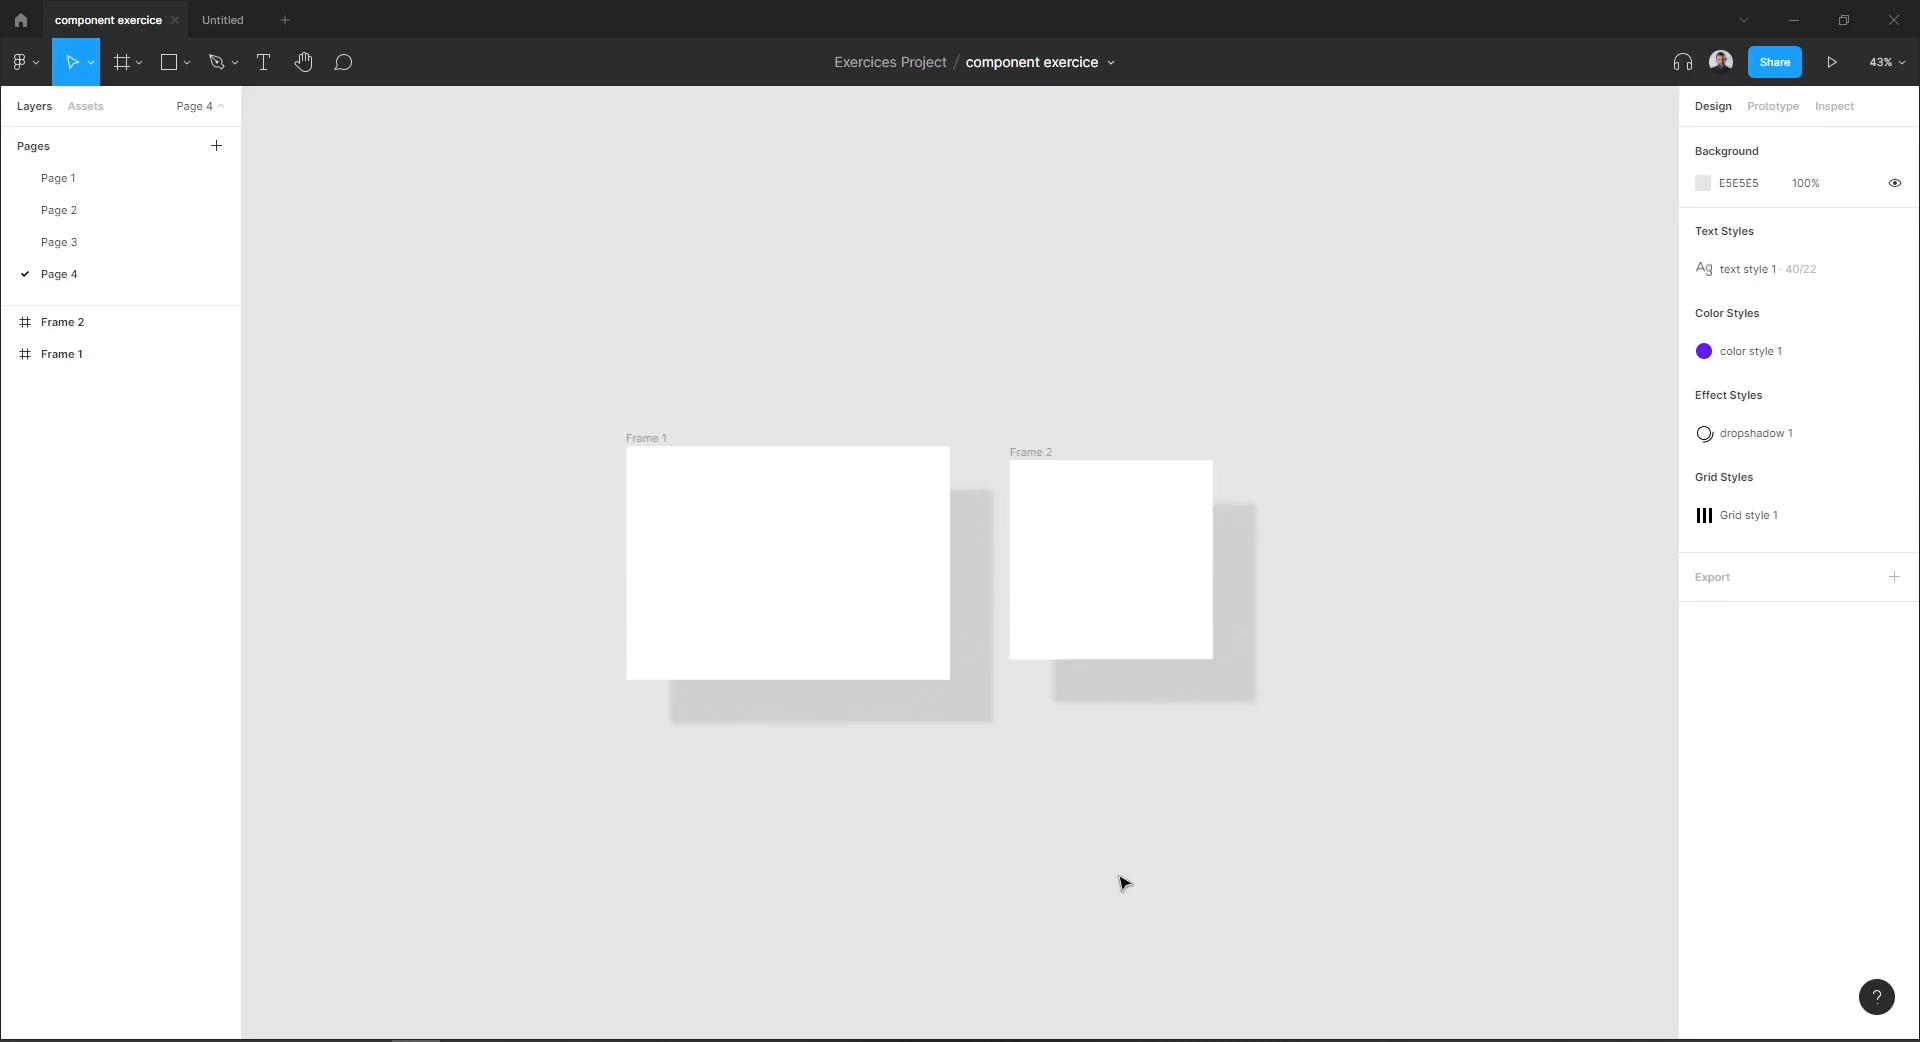 component exercice
Untitled
Exercices Project / component exercice
Share
43%
Layers
Assets
Page 4
Pages
Page 1
Page 2
Page 3
Page 4
Frame 2
Frame 1
Frame 1
Frame 2
Design
Prototype
Inspect
Background
E5E5E5
100%
Text Styles
Ag text style 1 · 40/22
Color Styles
color style 1
Effect Styles
dropshadow 1
Grid Styles
Grid style 1
Export
?